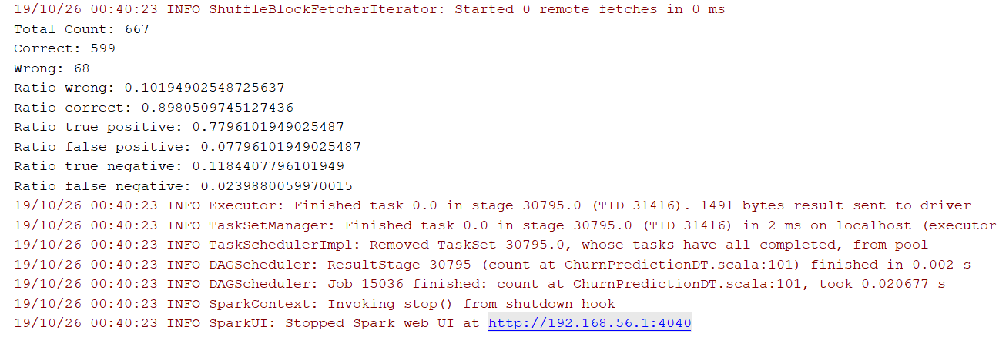 19/10/26 00:40:23 INFO ShuffleBlockFetcherIterator: Started 0 remote fetches in 0 ms
Total Count: 667
Correct: 599
Wrong: 68
Ratio wrong: 0.10194902548725637
Ratio correct: 0.8980509745127436
Ratio true positive: 0.7796101949025487
Ratio false positive: 0.07796101949025487
Ratio true negative: 0.1184407796101949
Ratio false negative: 0.0239880059970015
19/10/26 00:40:23 INFO Executor: Finished task 0.0 in stage 30795.0 (TID 31416). 1491 bytes result sent to driver
19/10/26 00:40:23 INFO TaskSetManager: Finished task 0.0 in stage 30795.0 (TID 31416) in 2 ms on localhost (executor
19/10/26 00:40:23 INFO TaskSchedulerImpl: Removed TaskSet 30795.0, whose tasks have all completed, from pool
19/10/26 00:40:23 INFO DAGScheduler: ResultStage 30795 (count at ChurnPredictionDT.scala:101) finished in 0.002 s
19/10/26 00:40:23 INFO DAGScheduler: Job 15036 finished: count at ChurnPredictionDT.scala:101, took 0.020677 s
19/10/26 00:40:23 INFO SparkContext: Invoking stop() from shutdown hook
19/10/26 00:40:23 INFO SparkUI: Stopped Spark web UI at http://192.168.56.1:4040